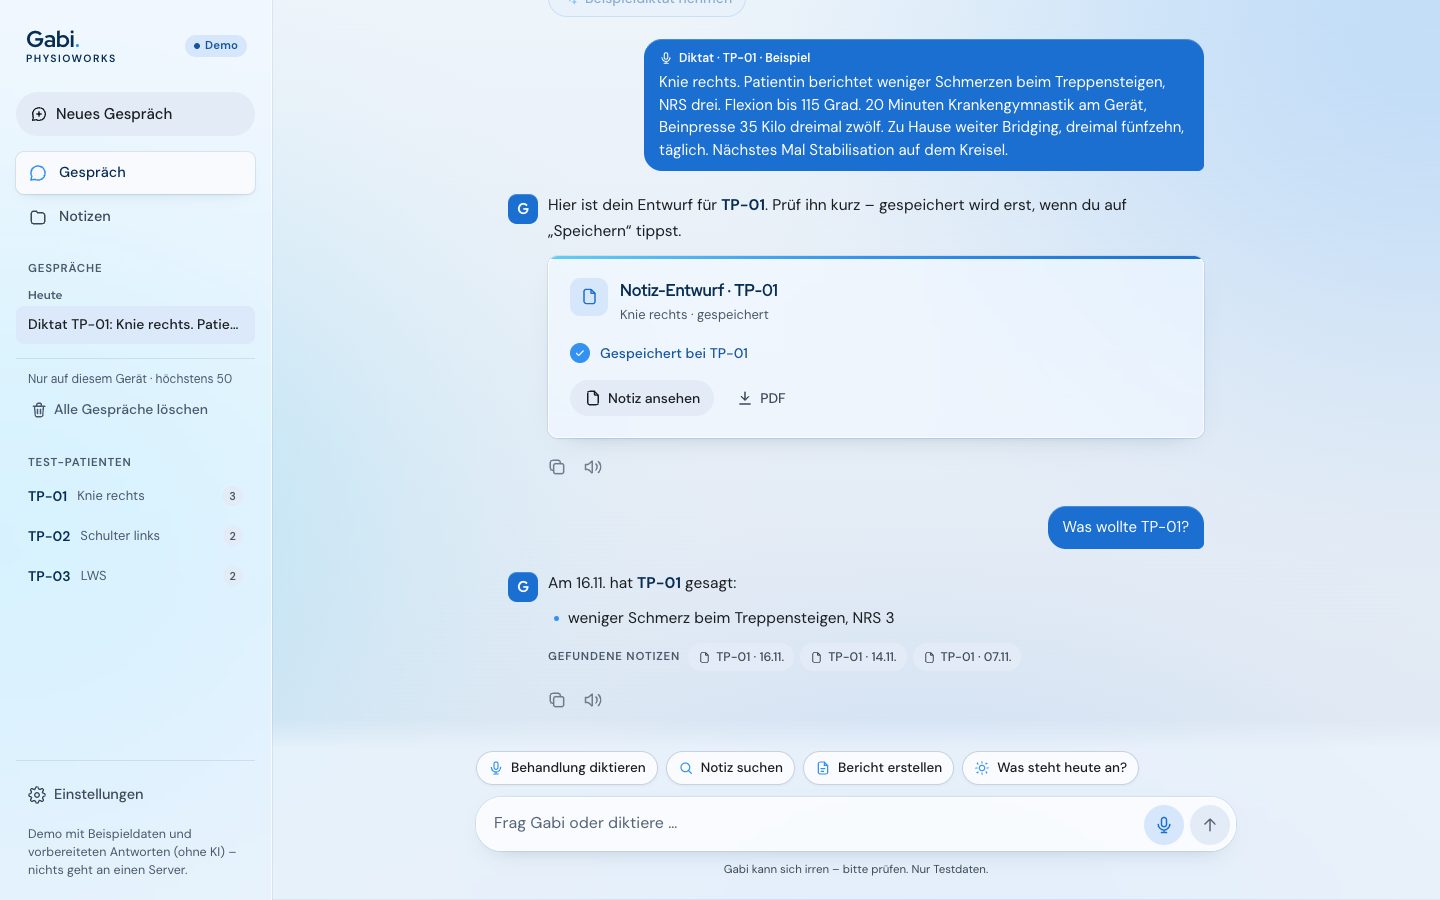 Gabi.
PHYSIOWORKS
Demo
Neues Gespräch
Gespräch
Notizen
GESPRÄCHE
Heute
Diktat TP-01: Knie rechts. Patie...
Nur auf diesem Gerät · höchstens 50
Alle Gespräche löschen
TEST-PATIENTEN
TP-01 Knie rechts 3
TP-02 Schulter links 2
TP-03 LWS 2
Einstellungen
Demo mit Beispieldaten und
vorbereiteten Antworten (ohne KI) –
nichts geht an einen Server.
Beispieldiktat nehmen
Diktat · TP-01 · Beispiel
Knie rechts. Patientin berichtet weniger Schmerzen beim Treppensteigen,
NRS drei. Flexion bis 115 Grad. 20 Minuten Krankengymnastik am Gerät,
Beinpresse 35 Kilo dreimal zwölf. Zu Hause weiter Bridging, dreimal fünfzehn,
täglich. Nächstes Mal Stabilisation auf dem Kreisel.
G
Hier ist dein Entwurf für TP-01. Prüf ihn kurz – gespeichert wird erst, wenn du auf
„Speichern“ tippst.
Notiz-Entwurf · TP-01
Knie rechts · gespeichert
Gespeichert bei TP-01
Notiz ansehen
PDF
Was wollte TP-01?
G
Am 16.11. hat TP-01 gesagt:
• weniger Schmerz beim Treppensteigen, NRS 3
GEFUNDENE NOTIZEN TP-01 · 16.11. TP-01 · 14.11. TP-01 · 07.11.
Behandlung diktieren
Notiz suchen
Bericht erstellen
Was steht heute an?
Frag Gabi oder diktiere ...
Gabi kann sich irren – bitte prüfen. Nur Testdaten.